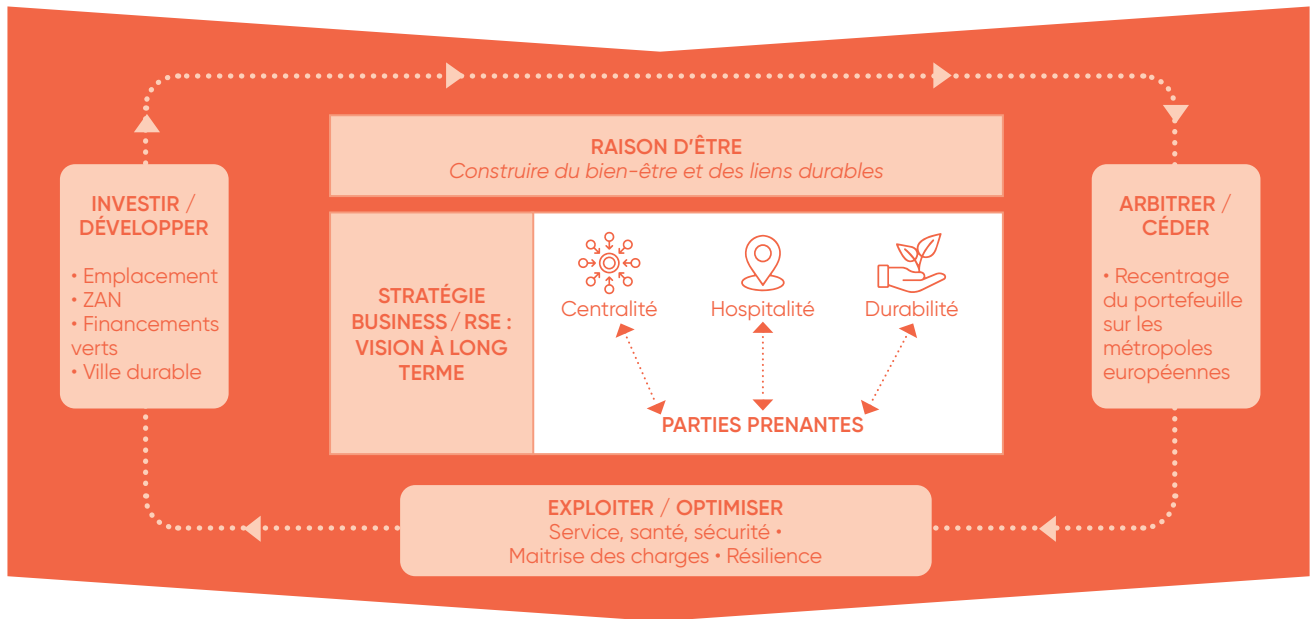 RAISON D’ÊTRE
Construire du bien-être et des liens durables
INVESTIR /
DÉVELOPPER
• Emplacement
• ZAN
• Financements
verts
• Ville durable
STRATÉGIE
BUSINESS / RSE :
VISION À LONG
TERME
Centralité
Hospitalité
Durabilité
PARTIES PRENANTES
ARBITRER /
CÉDER
• Recentrage
du portefeuille
sur les
métropoles
européennes
EXPLOITER / OPTIMISER
Service, santé, sécurité •
Maitrise des charges • Résilience